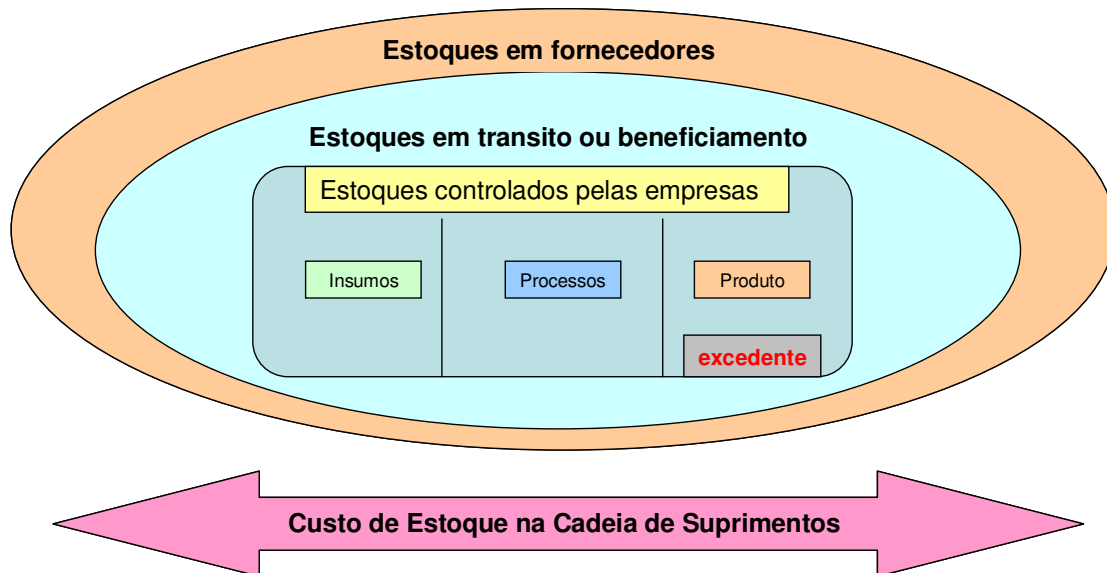 Estoques em fornecedores
Estoques em transito ou beneficiamento
Estoques controlados pelas empresas
Insumos
Processos
Produto
excedente
Custo de Estoque na Cadeia de Suprimentos